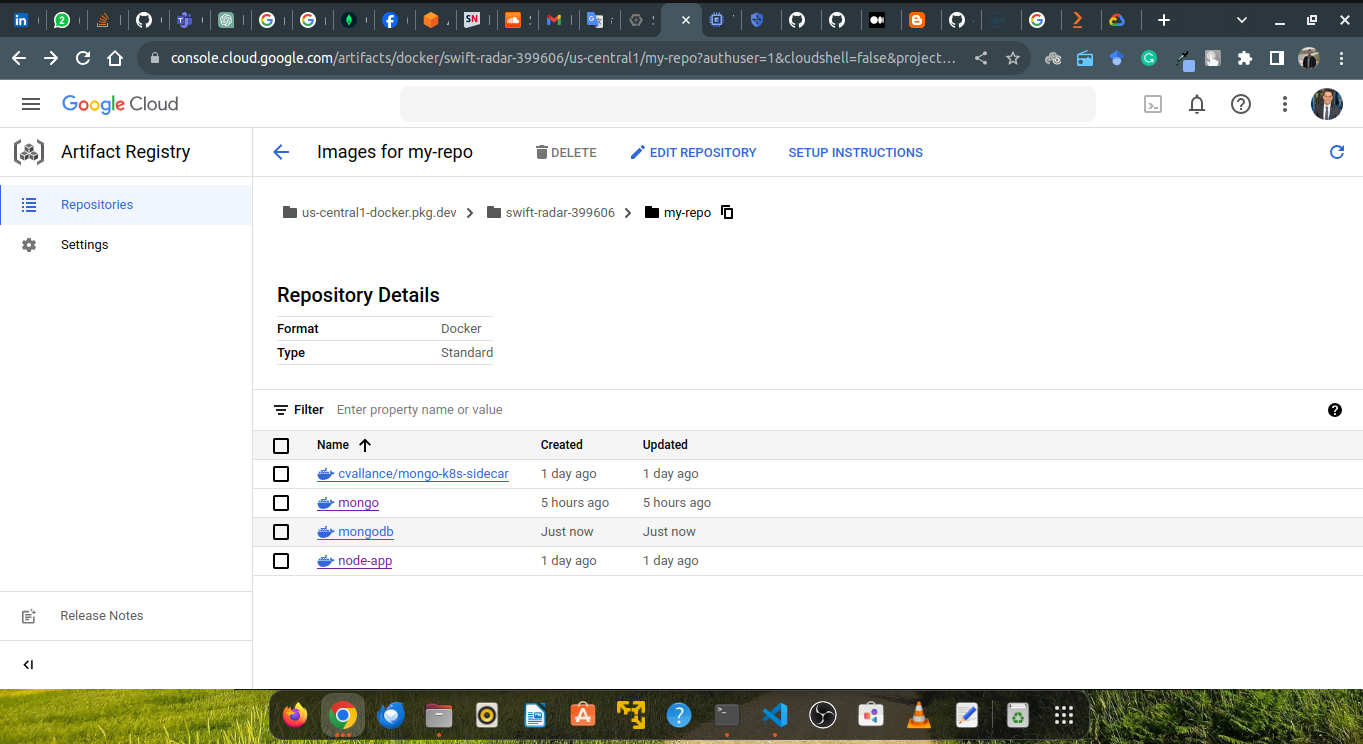 console.cloud.google.com/artifacts/docker/swift-radar-399606/us-central1/my-repo?authuser=1&cloudshell=false&project...
Google Cloud
Artifact Registry
Images for my-repo
DELETE
EDIT REPOSITORY
SETUP INSTRUCTIONS
Repositories
Settings
us-central1-docker.pkg.dev
swift-radar-399606
my-repo
Repository Details
Format Docker
Type Standard
Filter Enter property name or value
Name Created Updated
cvallance/mongo-k8s-sidecar 1 day ago 1 day ago
mongo 5 hours ago 5 hours ago
mongodb Just now Just now
node-app 1 day ago 1 day ago
Release Notes